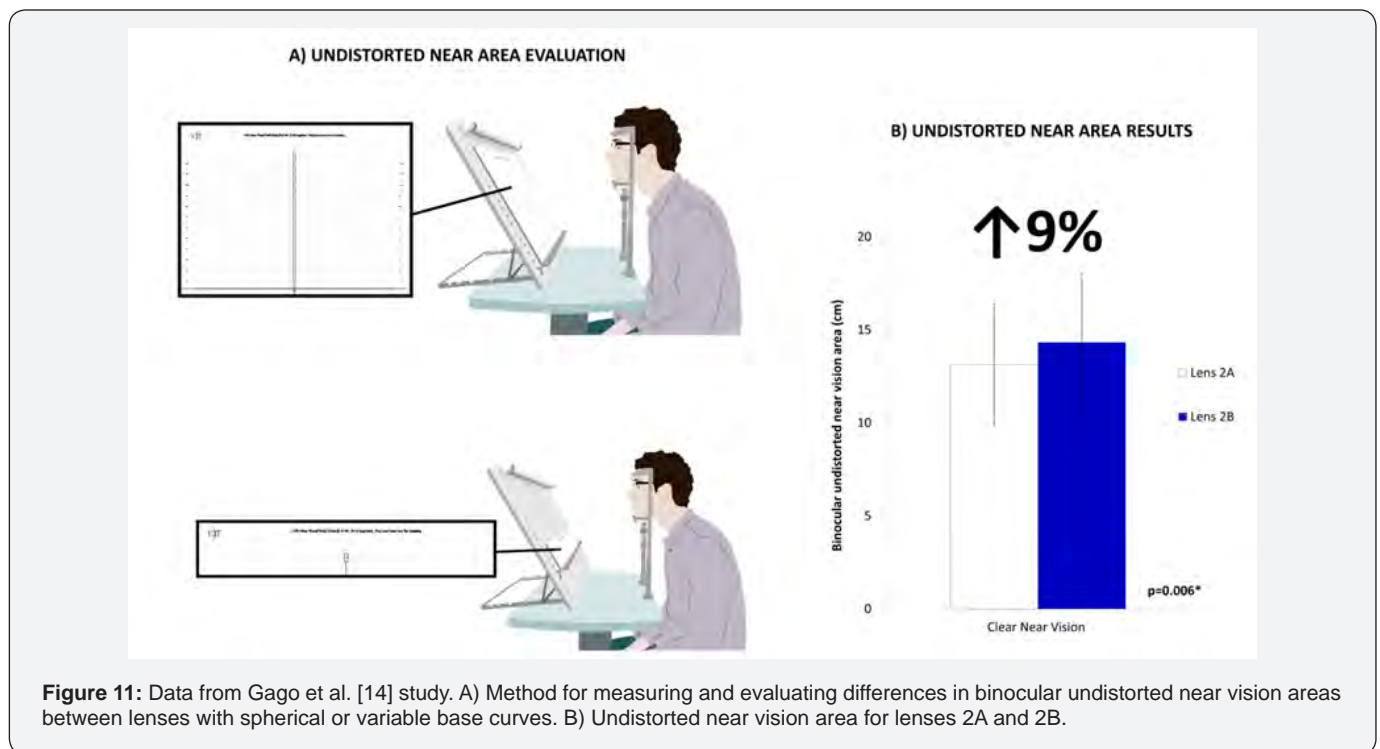 A) UNDISTORTED NEAR AREA EVALUATION
B) UNDISTORTED NEAR AREA RESULTS
↑9%
20
15
10
5
0
Binocular undistorted near vision area (cm)
Lens 2A
Lens 2B
p=0.006*
Clear Near Vision
Figure 11: Data from Gago et al. [14] study. A) Method for measuring and evaluating differences in binocular undistorted near vision areas
between lenses with spherical or variable base curves. B) Undistorted near vision area for lenses 2A and 2B.